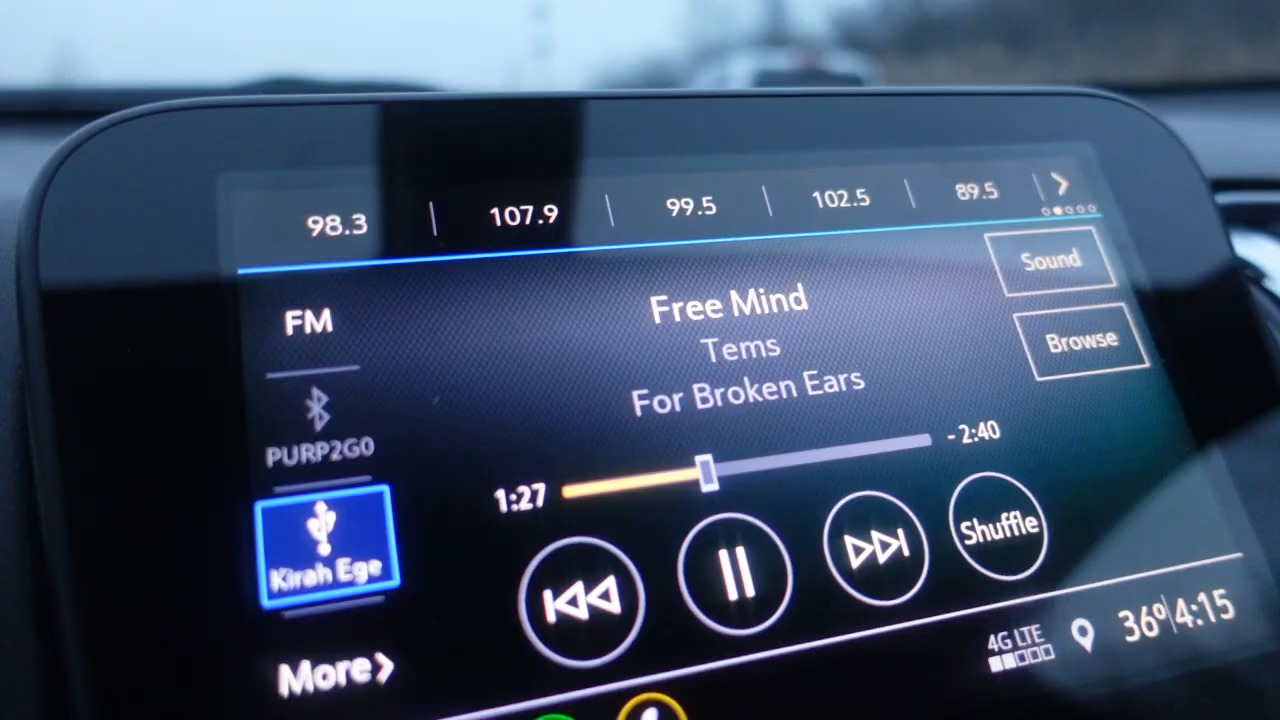 98.3 107.9 99.5 102.5 89.5
Sound
FM
Free Mind
Tems
Browse
For Broken Ears
PURP2G0
1:27 - 2:40
Shuffle
Kirah Ege
4G LTE 36° 4:15
More